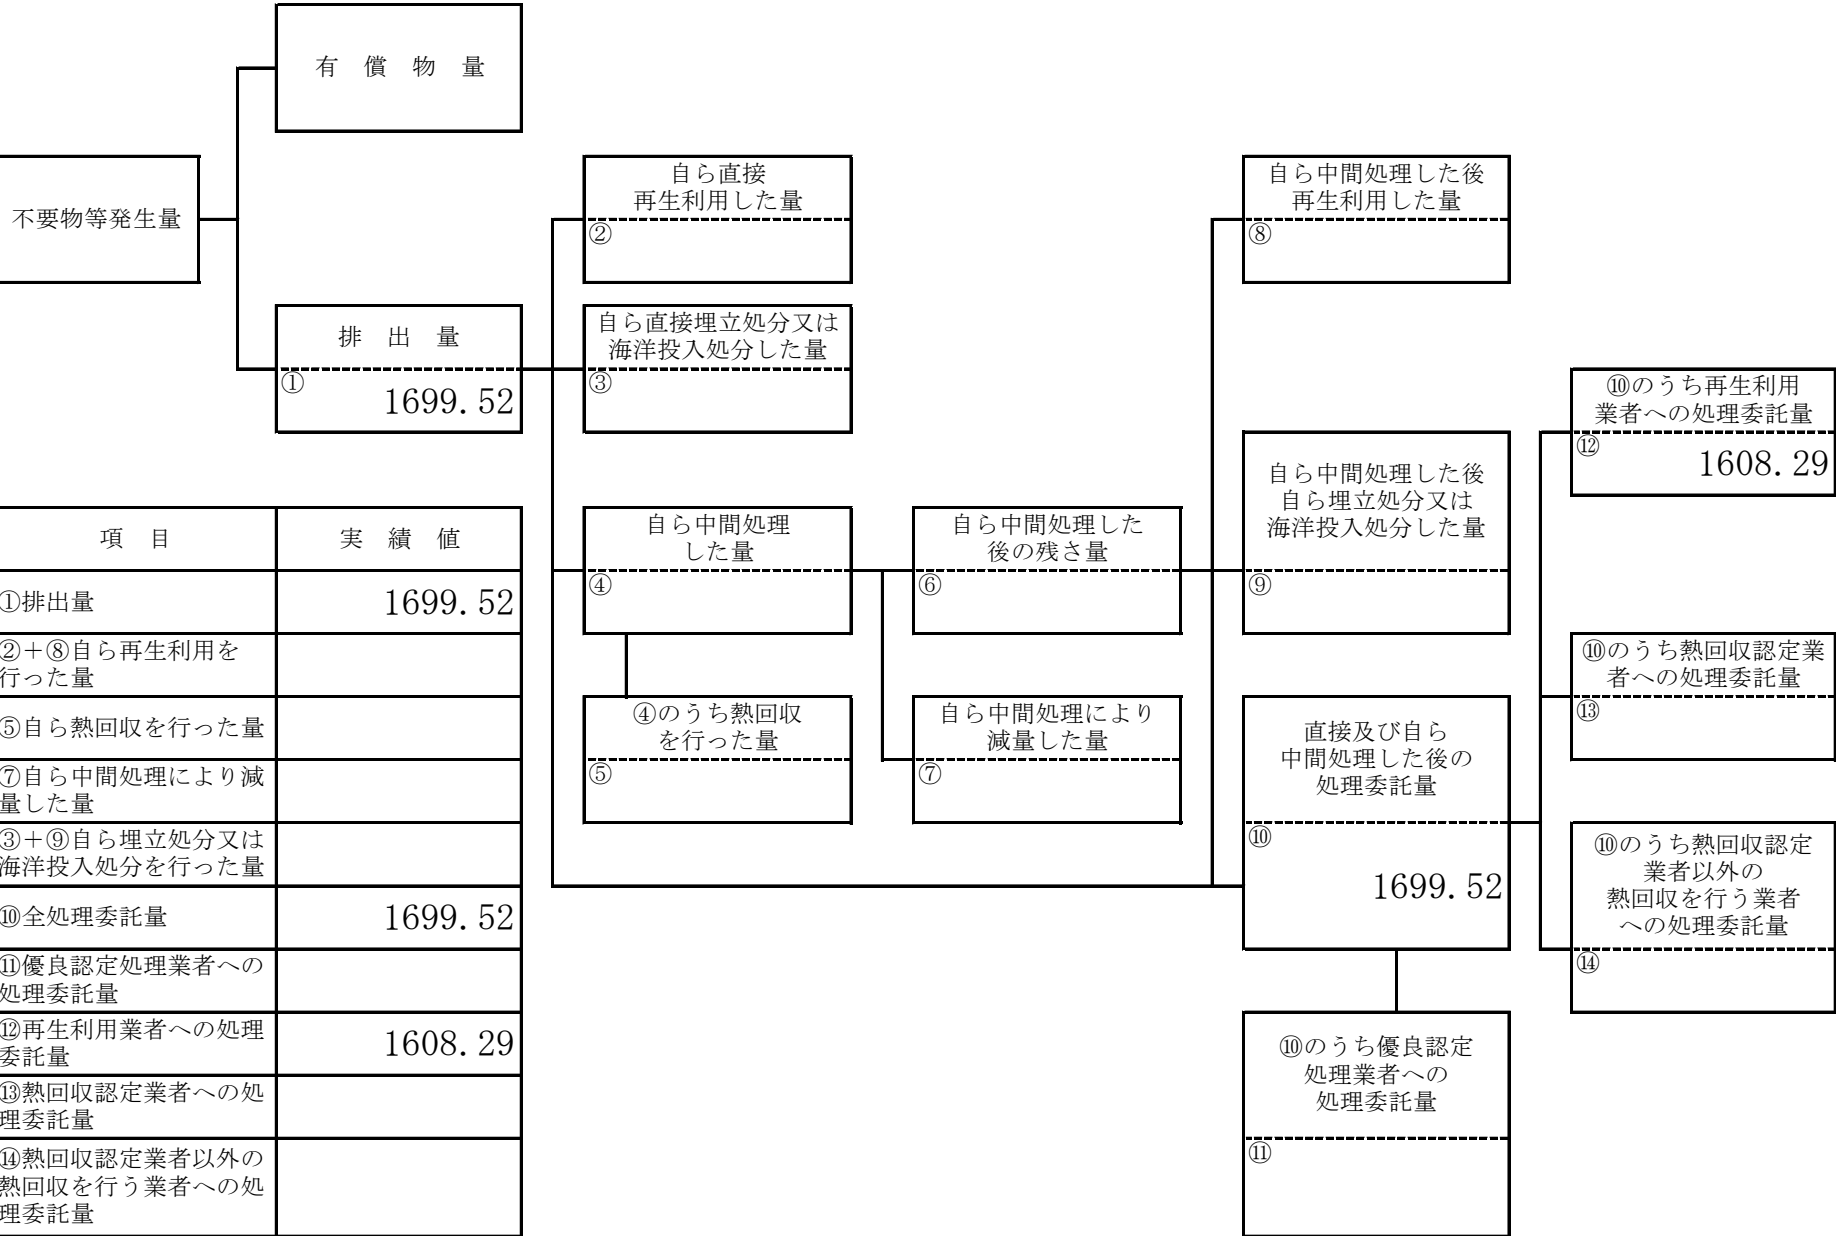 有　償　物　量
不要物等発生量
排　出　量
①
1699.52
自ら直接
再生利用した量
②
自ら直接埋立処分又は
海洋投入処分した量
③
自ら中間処理
した量
④
④のうち熱回収
を行った量
⑤
自ら中間処理した
後の残さ量
⑥
自ら中間処理により
減量した量
⑦
自ら中間処理した後
再生利用した量
⑧
自ら中間処理した後
自ら埋立処分又は
海洋投入処分した量
⑨
直接及び自ら
中間処理した後の
処理委託量
⑩
1699.52
⑩のうち優良認定
処理業者への
処理委託量
⑪
⑩のうち再生利用
業者への処理委託量
⑫
1608.29
⑩のうち熱回収認定業
者への処理委託量
⑬
⑩のうち熱回収認定
業者以外の
熱回収を行う業者
への処理委託量
⑭
項　目
実　績　値
①排出量
1699.52
②＋⑧自ら再生利用を
行った量
⑤自ら熱回収を行った量
⑦自ら中間処理により減
量した量
③＋⑨自ら埋立処分又は
海洋投入処分を行った量
⑩全処理委託量
1699.52
⑪優良認定処理業者への
処理委託量
⑫再生利用業者への処理
委託量
1608.29
⑬熱回収認定業者への処
理委託量
⑭熱回収認定業者以外の
熱回収を行う業者への処
理委託量